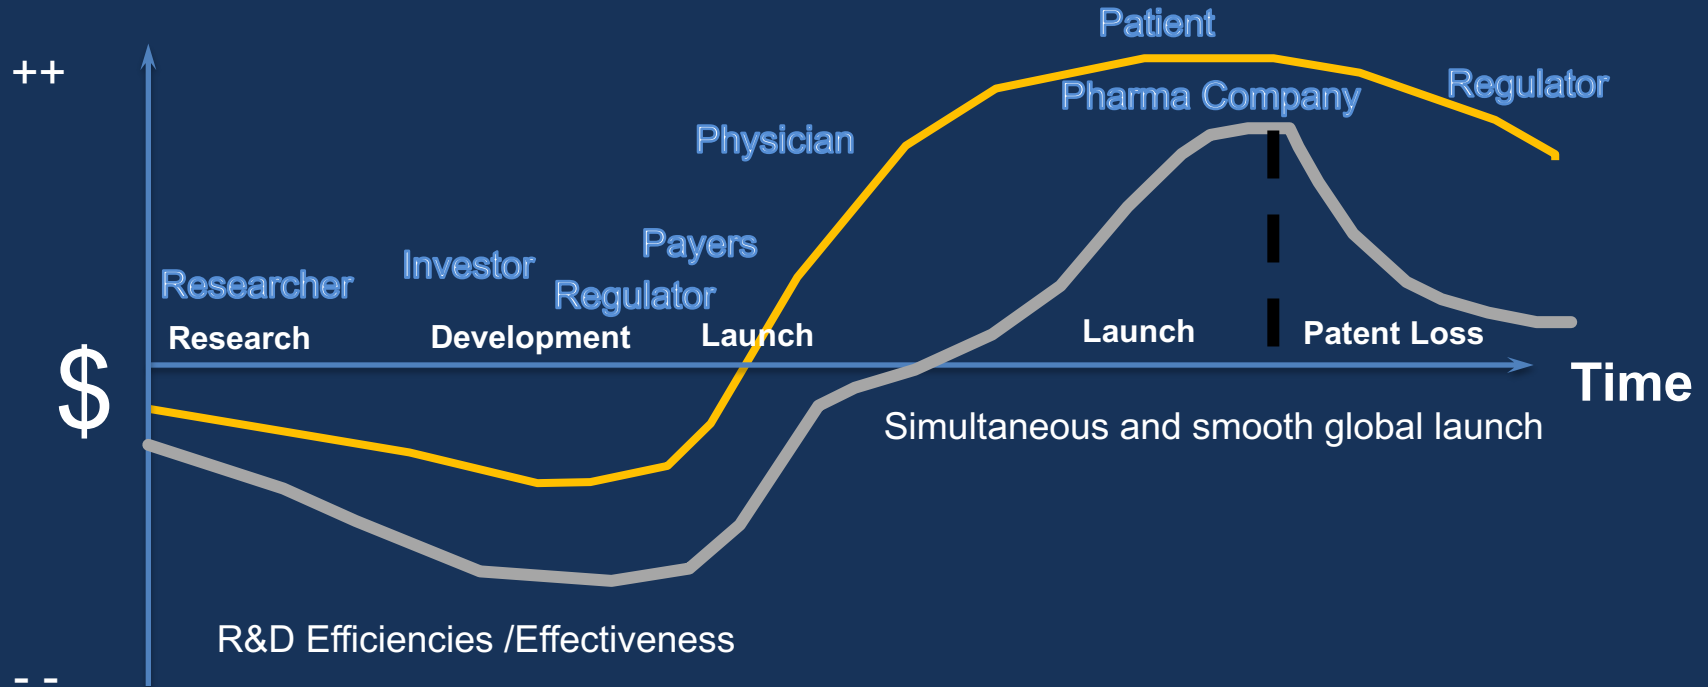 Patient
++
Pharma Company
Regulator
Physician
Payers
Investor
Researcher
Regulator
Research
Development
Launch
Launch
Patent Loss
$
Time
Simultaneous and smooth global launch
R&D Efficiencies /Effectiveness
- -